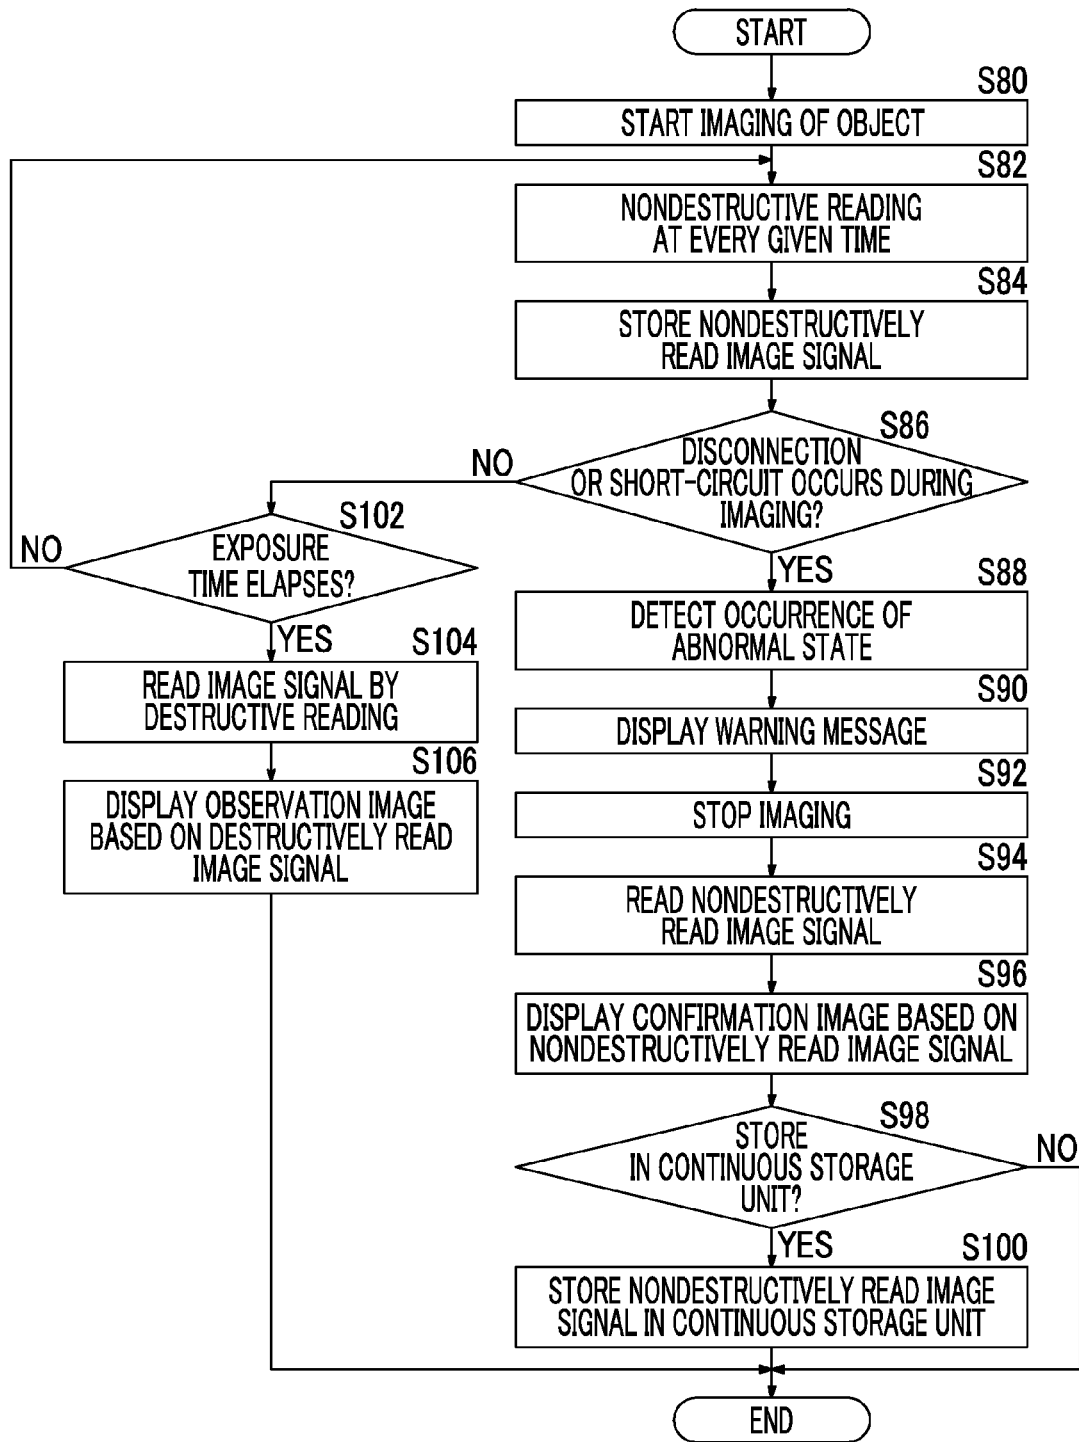 START
S80
START IMAGING OF OBJECT
S82
NONDESTRUCTIVE READING
AT EVERY GIVEN TIME
S84
STORE NONDESTRUCTIVELY
READ IMAGE SIGNAL
S86
DISCONNECTION
OR SHORT-CIRCUIT OCCURS DURING
IMAGING?
NO
YES
S102
EXPOSURE
TIME ELAPSES?
NO
YES
S104
READ IMAGE SIGNAL BY
DESTRUCTIVE READING
S106
DISPLAY OBSERVATION IMAGE
BASED ON DESTRUCTIVELY READ
IMAGE SIGNAL
S88
DETECT OCCURRENCE OF
ABNORMAL STATE
S90
DISPLAY WARNING MESSAGE
S92
STOP IMAGING
S94
READ NONDESTRUCTIVELY
READ IMAGE SIGNAL
S96
DISPLAY CONFIRMATION IMAGE BASED ON
NONDESTRUCTIVELY READ IMAGE SIGNAL
S98
STORE
IN CONTINUOUS STORAGE
UNIT?
NO
YES
S100
STORE NONDESTRUCTIVELY READ IMAGE
SIGNAL IN CONTINUOUS STORAGE UNIT
END